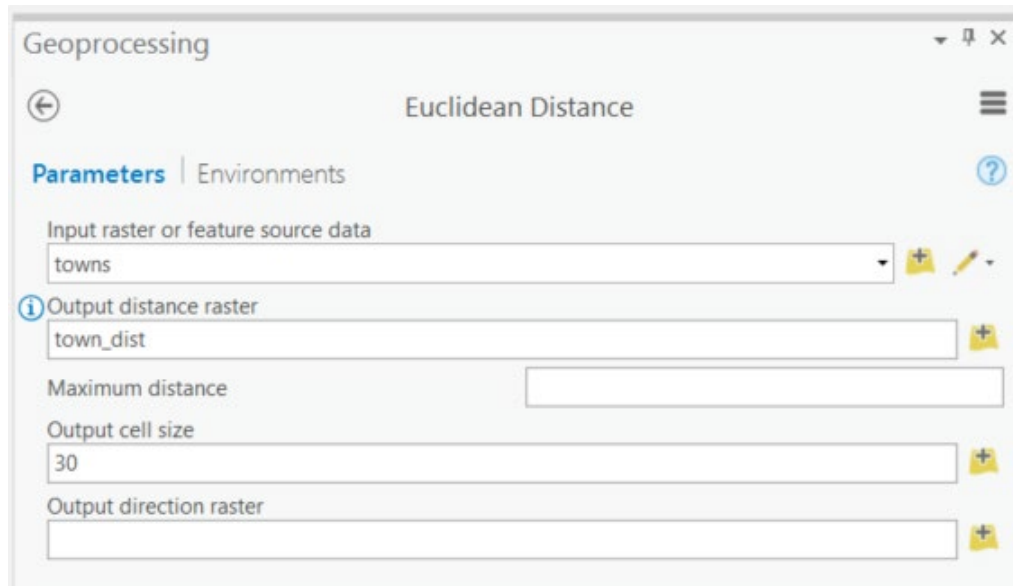 Geoprocessing
Euclidean Distance
Parameters | Environments
Input raster or feature source data
towns
Output distance raster
town_dist
Maximum distance
Output cell size
30
Output direction raster